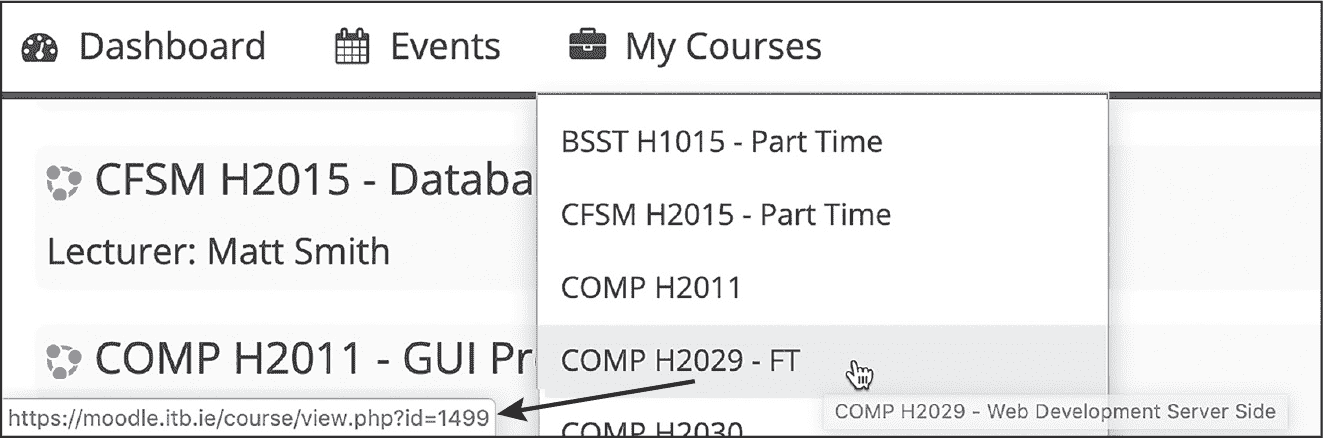 Dashboard Events My Courses
BSST H1015 - Part Time
CFSM H2015 - Databa
CFSM H2015 - Part Time
Lecturer: Matt Smith
COMP H2011
COMP H2011 - GUI Pr
COMP H2029 - FT
https://moodle.itb.ie/course/view.php?id=1499
COMP H2029 - Web Development Server Side
COMP H2030